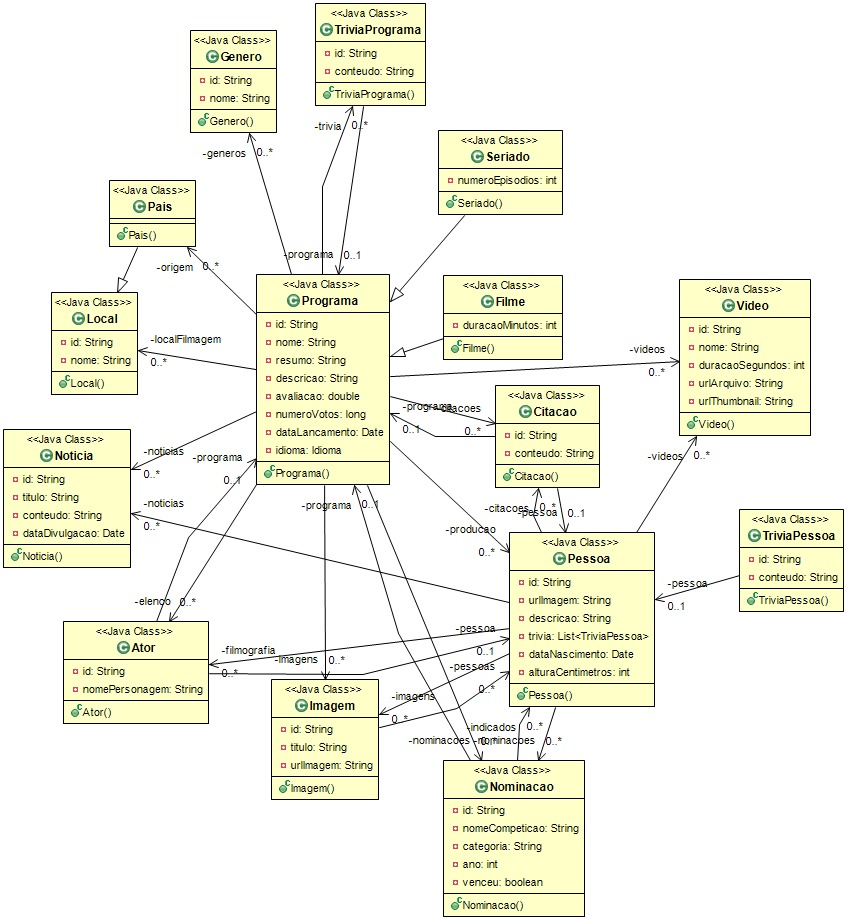 <<Java Class>>
TriviaPrograma
id: String
conteudo: String
TriviaPrograma()
<<Java Class>>
Genero
id: String
nome: String
Genero()
-trivia
0..*
-generos
0..*
<<Java Class>>
Seriado
numeroEpisodios: int
Seriado()
<<Java Class>>
Pais
Pais()
-origem
0..*
-programa
0..1
<<Java Class>>
Programa
id: String
nome: String
resumo: String
descricao: String
avaliacao: double
numeroVotos: long
dataLancamento: Date
idioma: Idioma
Programa()
<<Java Class>>
Filme
duracaoMinutos: int
Filme()
<<Java Class>>
Video
id: String
nome: String
duracaoSegundos: int
urlArquivo: String
urlThumbnail: String
Video()
<<Java Class>>
Local
id: String
nome: String
Local()
-localFilmagem
0..*
-videos
0..*
<<Java Class>>
Citacao
id: String
conteudo: String
Citacao()
-programa
0..1
-citacoes
0..*
<<Java Class>>
Noticia
id: String
titulo: String
conteudo: String
dataDivulgacao: Date
Noticia()
-noticias
0..*
-noticias
0..*
-programa
0..1
-programa
0..1
-videos
0..*
-citacoes
0..*
-pessoa
0..1
-producao
0..*
<<Java Class>>
Pessoa
id: String
urlImagem: String
descricao: String
trivia: List<TriviaPessoa>
dataNascimento: Date
alturaCentimetros: int
Pessoa()
<<Java Class>>
TriviaPessoa
id: String
conteudo: String
TriviaPessoa()
-pessoa
0..1
-elenco
0..*
<<Java Class>>
Ator
id: String
nomePersonagem: String
Ator()
-filmografia
0..*
-pessoa
0..1
-imagens
0..*
-pessoas
0..*
<<Java Class>>
Imagem
id: String
titulo: String
urlImagem: String
Imagem()
-imagens
0..*
-indicados
0..*
-nominacoes
0..*
-nominacoes
0..*
<<Java Class>>
Nominacao
id: String
nomeCompeticao: String
categoria: String
ano: int
venceu: boolean
Nominacao()